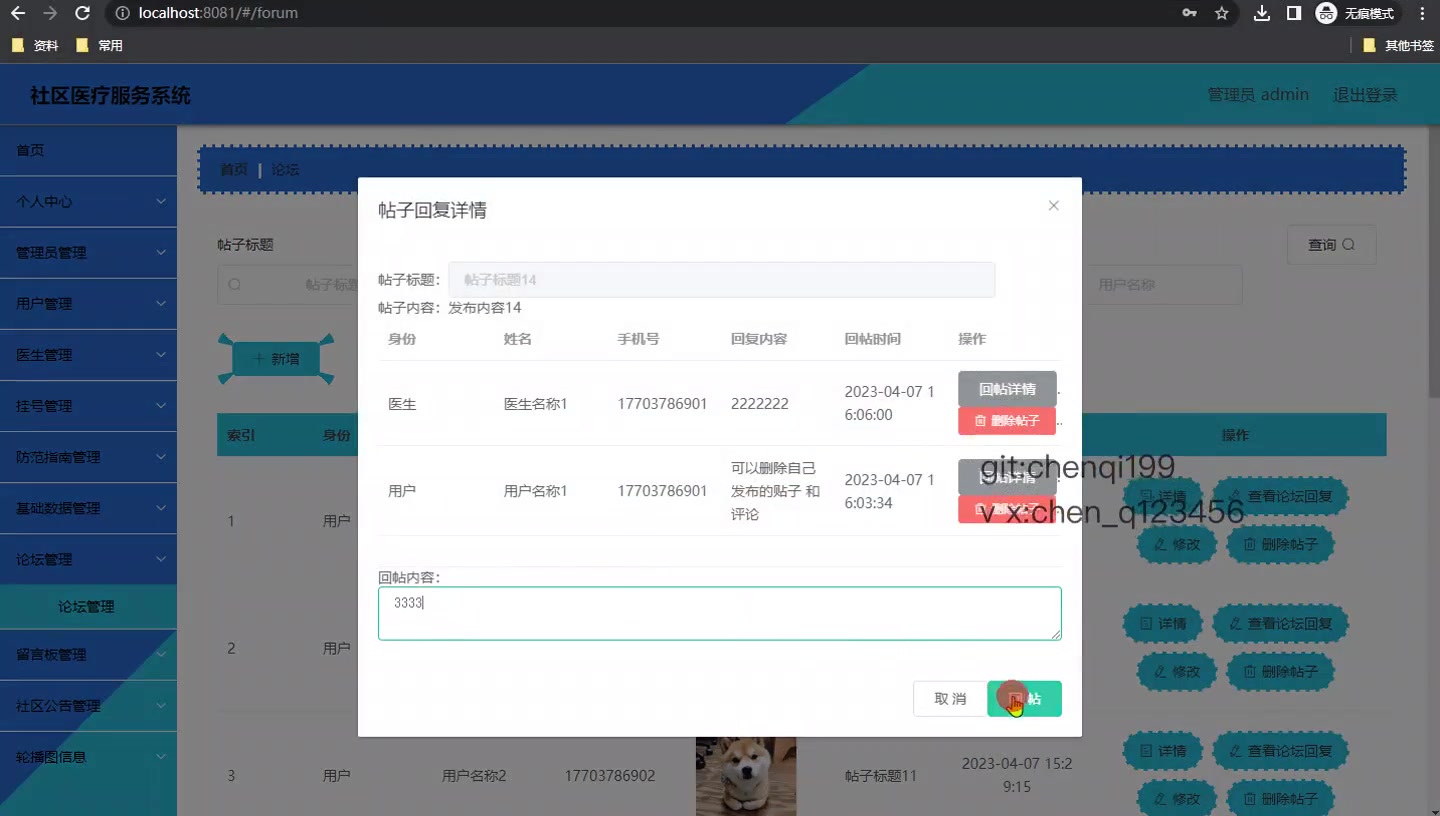 localhost:8081/#/forum
无痕模式
资料
常用
其他书签
社区医疗服务系统
管理员 admin
退出登录
首页
个人中心
管理员管理
用户管理
医生管理
挂号管理
防范指南管理
基础数据管理
论坛管理
论坛管理
留言板管理
社区公告管理
轮播图信息
首页
论坛
帖子标题
查询
帖子标题
用户名称
新增
索引
身份
操作
1
用户
详情
查看论坛回复
修改
删除帖子
2
用户
详情
查看论坛回复
修改
删除帖子
3
用户
用户名称2
17703786902
帖子标题11
2023-04-07 15:2
9:15
详情
查看论坛回复
修改
删除帖子
帖子回复详情
帖子标题：
帖子标题14
帖子内容：发布内容14
身份
姓名
手机号
回复内容
回帖时间
操作
医生
医生名称1
17703786901
2222222
2023-04-07 1
6:06:00
回帖详情
删除帖子
用户
用户名称1
17703786901
可以删除自己
发布的贴子 和
评论
2023-04-07 1
6:03:34
回帖详情
删除帖子
回帖内容：
3333
取 消
回 帖
git:chenqi199
v x:chen_q123456